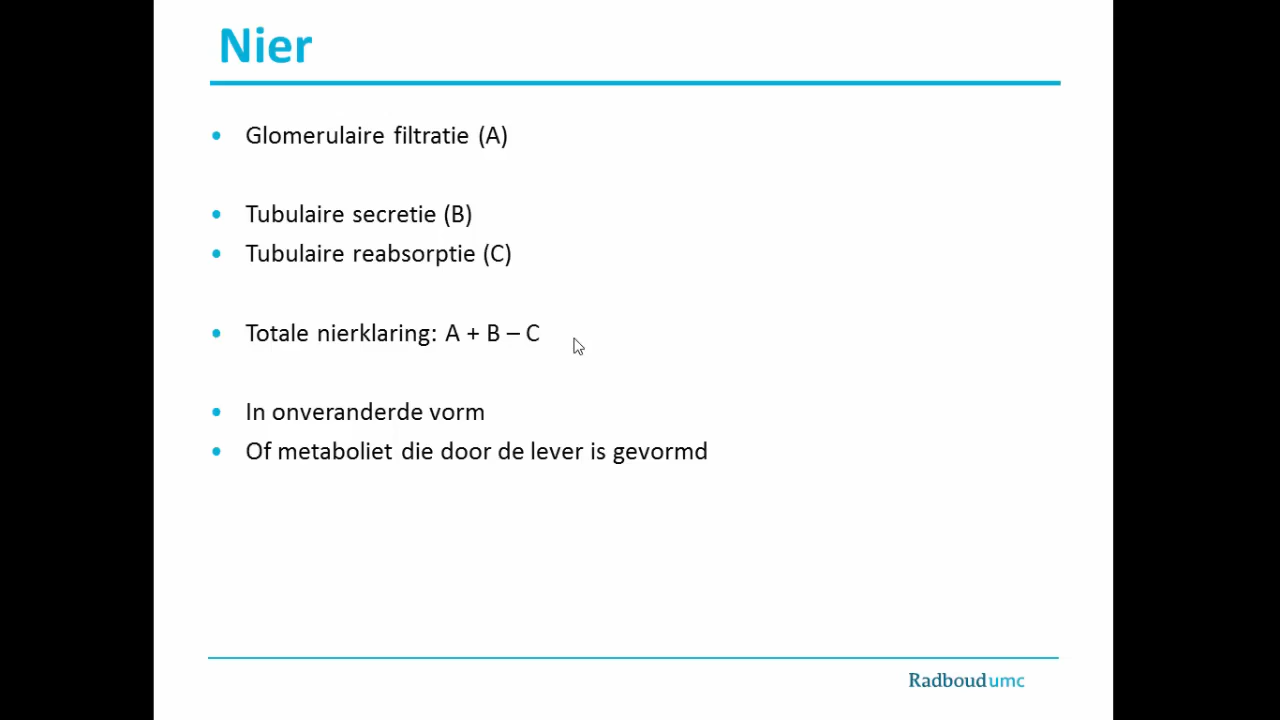 Nier
• Glomerulaire filtratie (A)
• Tubulaire secretie (B)
• Tubulaire reabsorptie (C)
• Totale nierklaring: A + B – C
• In onveranderde vorm
• Of metaboliet die door de lever is gevormd
Radboudumc